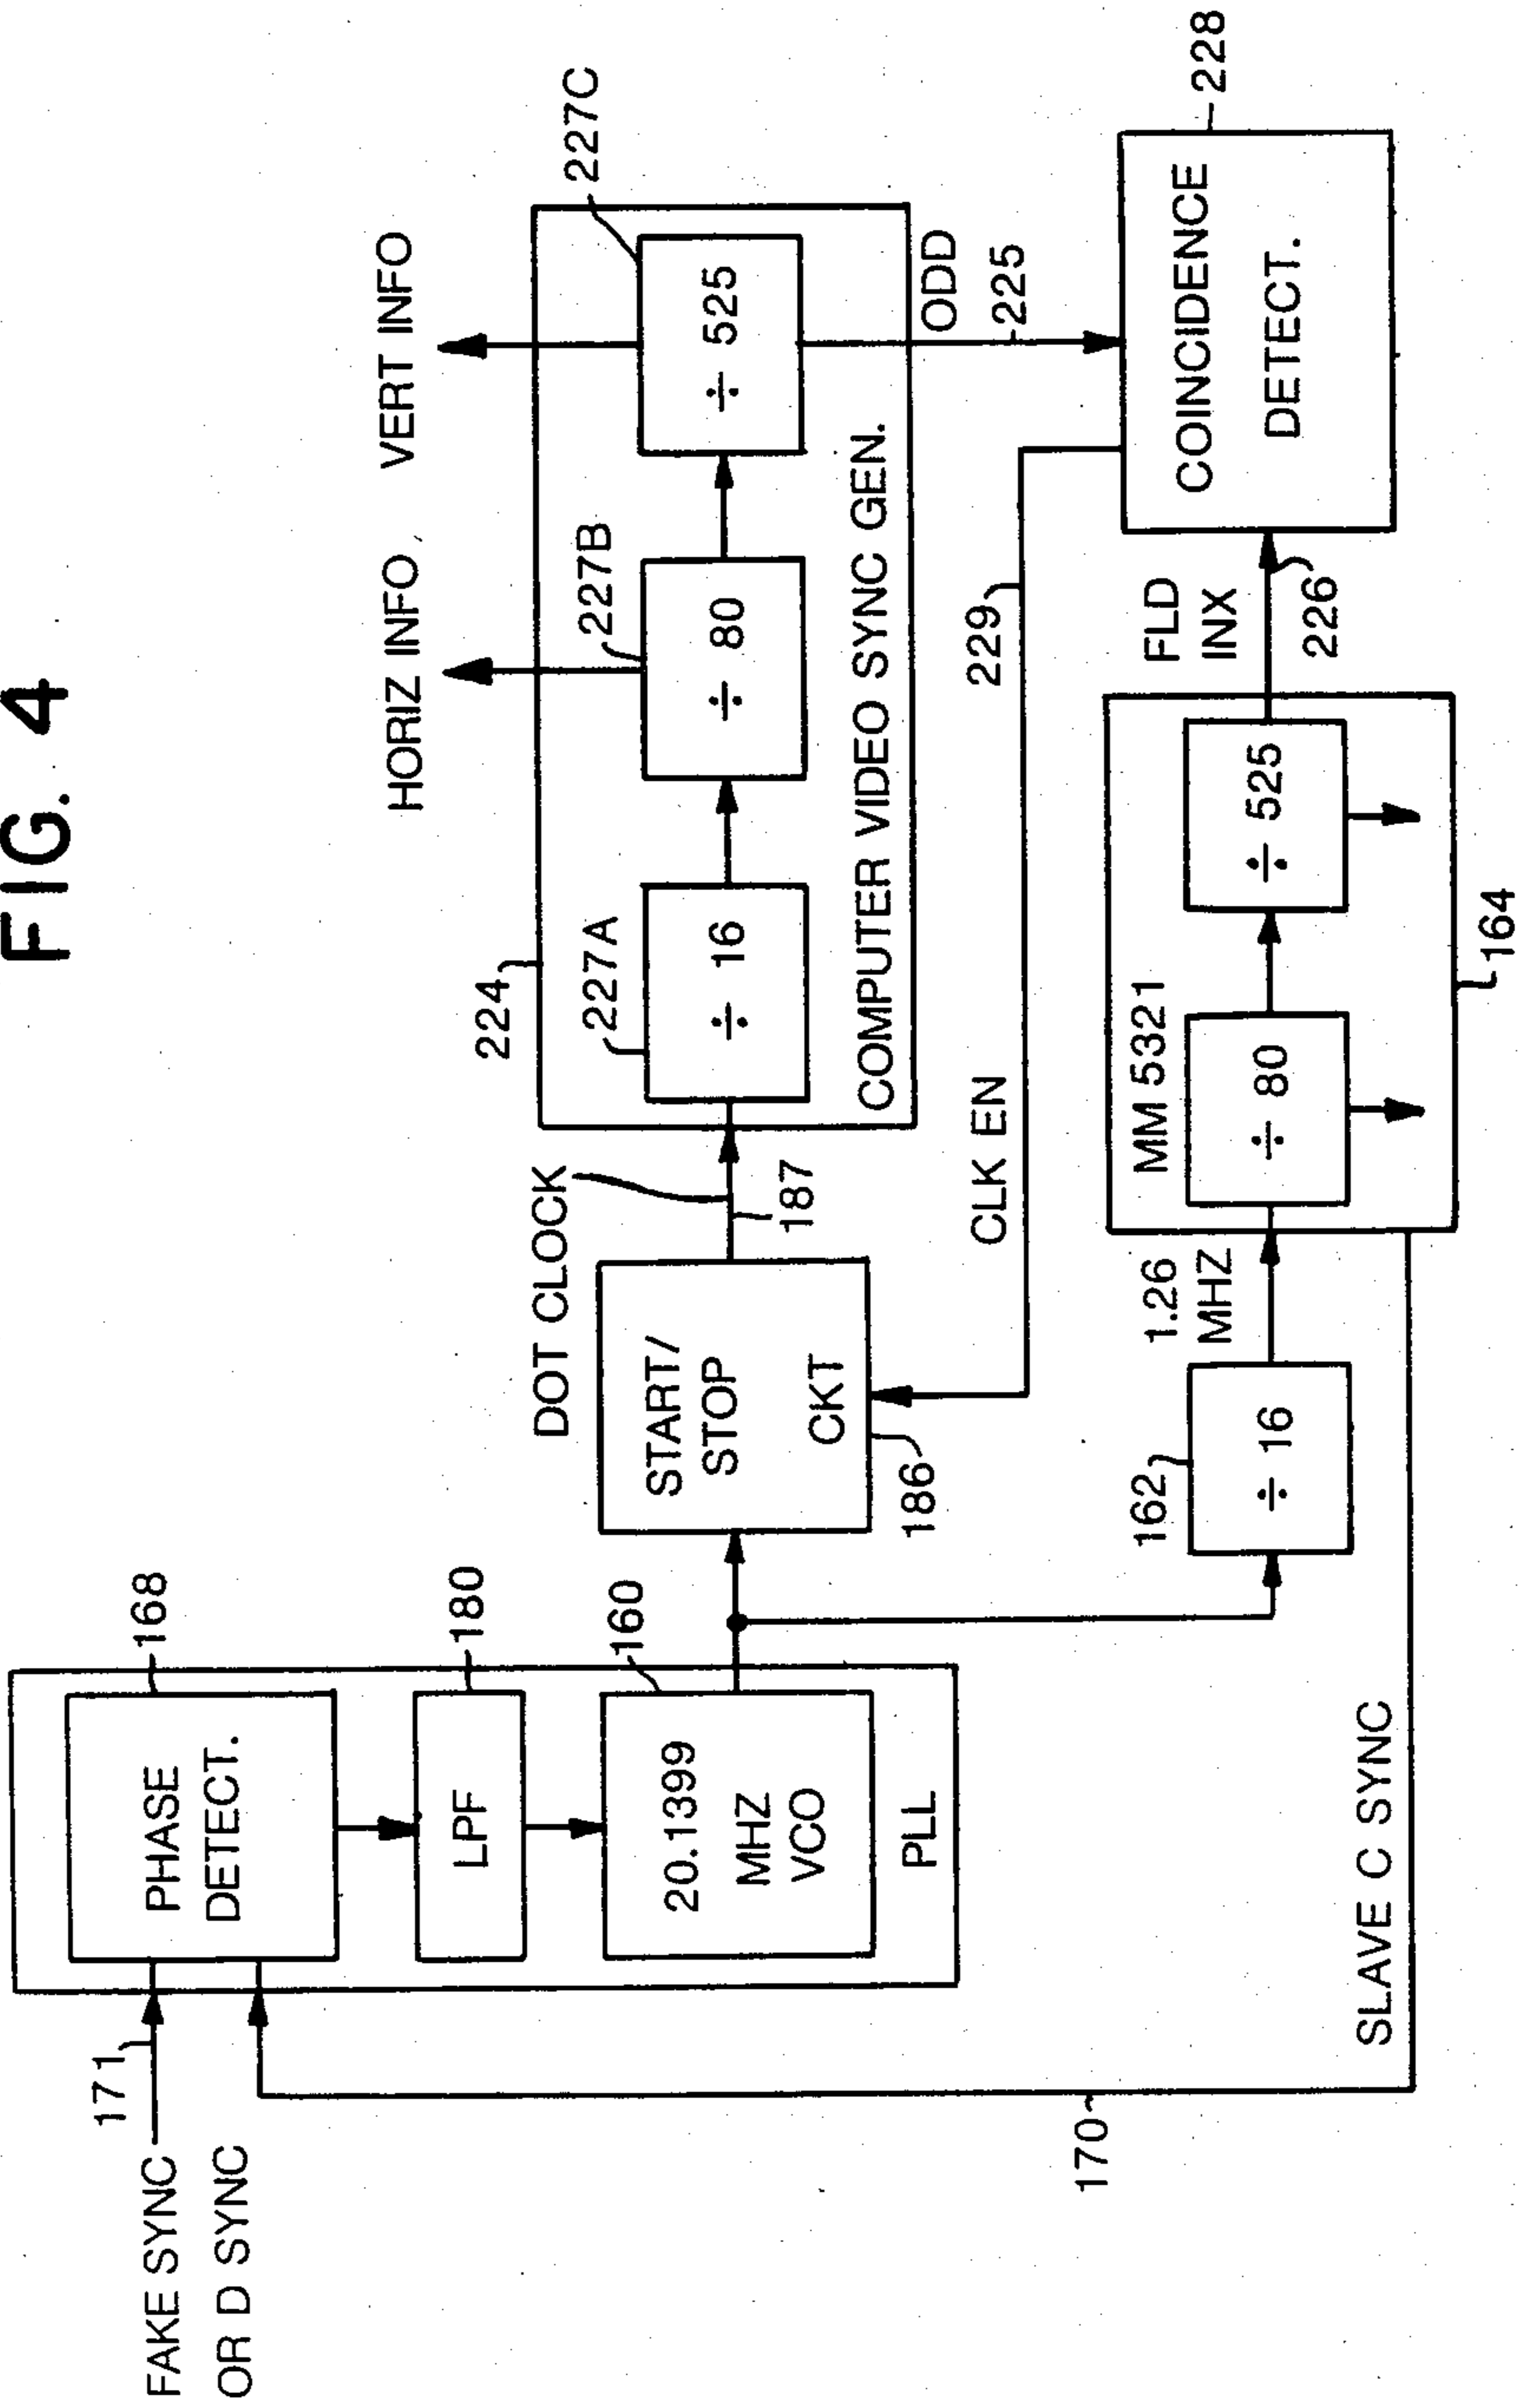 FIG. 4
FAKE SYNC
OR D SYNC
171
PHASE
DETECT.
168
LPF
180
20.1399
MHZ
VCO
160
PLL
170
SLAVE C SYNC
START/
STOP
CKT
186
DOT CLOCK
187
224
227A
÷ 16
227B
÷ 80
227C
÷ 525
COMPUTER VIDEO SYNC GEN.
HORIZ INFO
VERT INFO
ODD
225
CLK EN
229
162
÷ 16
1.26
MHZ
MM 5321
÷ 80
÷ 525
164
FLD
INX
226
COINCIDENCE
DETECT.
228